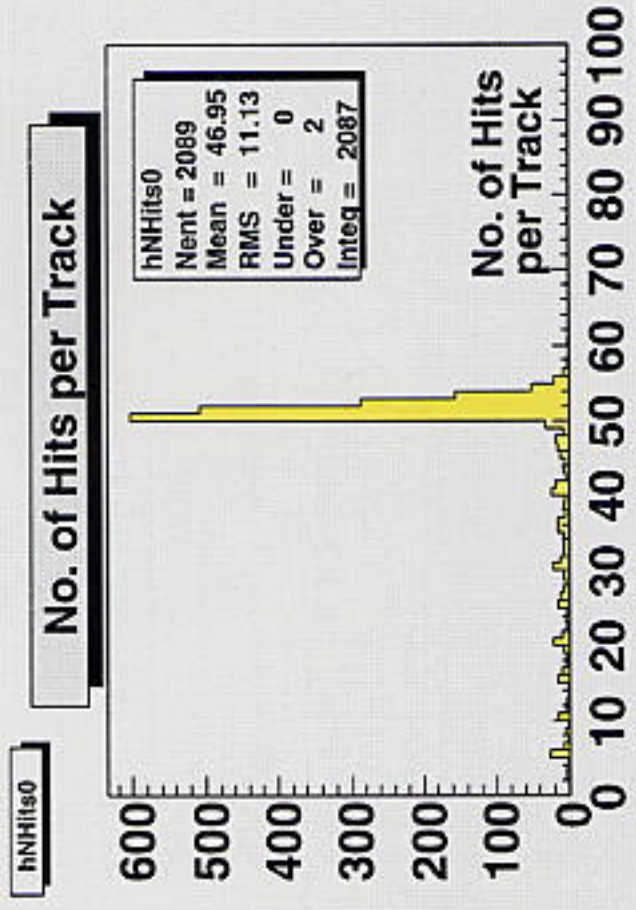 hNHits0
No. of Hits per Track
hNHits0
Nent = 2089
Mean = 46.95
RMS = 11.13
Under = 0
Over = 2
Integ = 2087
600
500
400
300
200
100
0
0 10 20 30 40 50 60 70 80 90 100
No. of Hits
per Track